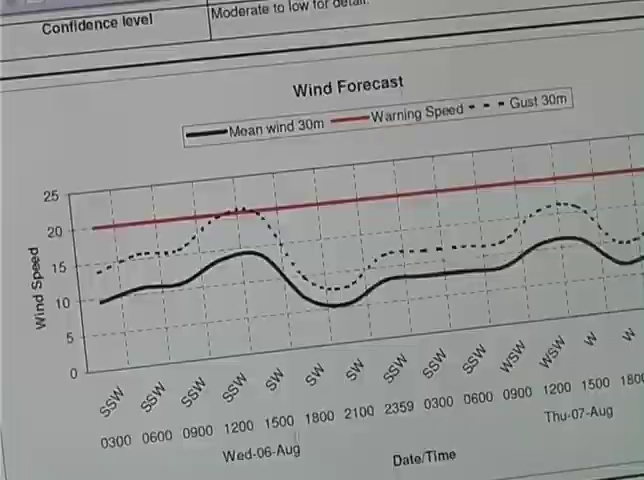 Confidence level
Moderate to low for detail.
Wind Forecast
Mean wind 30m Warning Speed Gust 30m
25
20
15
10
5
0
Wind Speed
SSW SSW SSW SSW SW SW SW SSW SSW SSW WSW WSW W W
0300 0600 0900 1200 1500 1800 2100 2359 0300 0600 0900 1200 1500 1800
Wed-06-Aug Thu-07-Aug
Date/Time